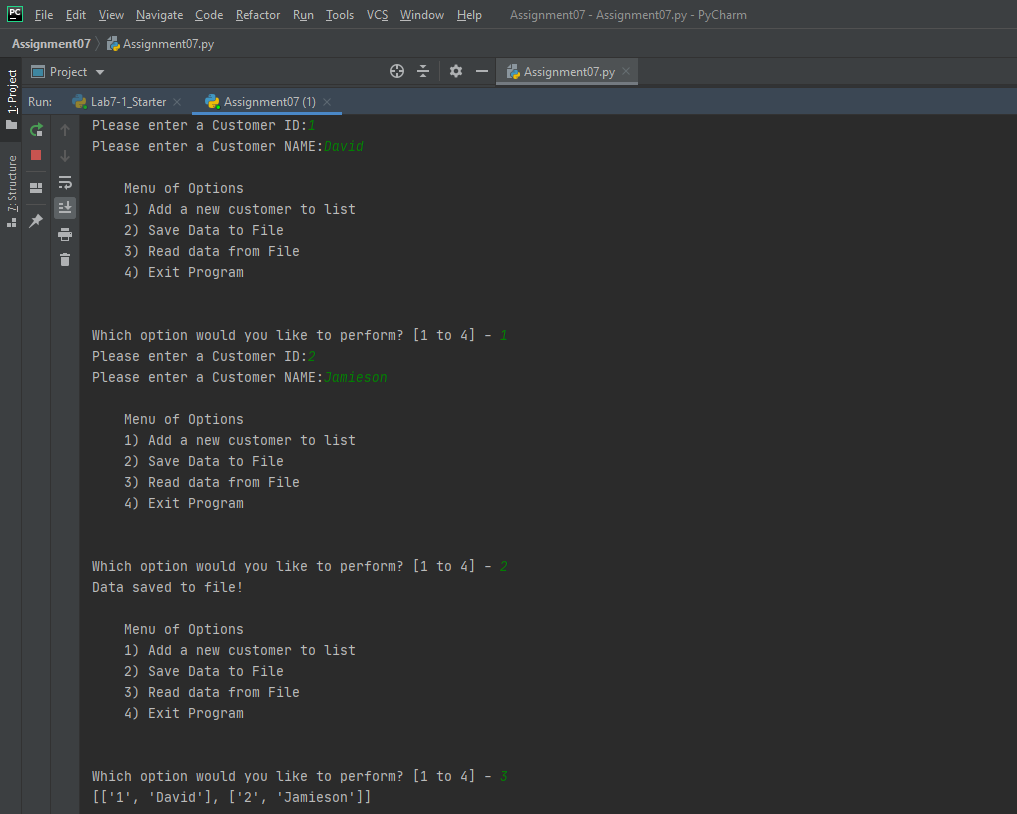 PC File Edit View Navigate Code Refactor Run Tools VCS Window Help Assignment07 - Assignment07.py - PyCharm
Assignment07 Assignment07.py
1: Project
Project Assignment07.py
Run: Lab7-1_Starter Assignment07 (1)
7: Structure
Please enter a Customer ID:1
Please enter a Customer NAME:David
Menu of Options
1) Add a new customer to list
2) Save Data to File
3) Read data from File
4) Exit Program
Which option would you like to perform? [1 to 4] - 1
Please enter a Customer ID:2
Please enter a Customer NAME:Jamieson
Menu of Options
1) Add a new customer to list
2) Save Data to File
3) Read data from File
4) Exit Program
Which option would you like to perform? [1 to 4] - 2
Data saved to file!
Menu of Options
1) Add a new customer to list
2) Save Data to File
3) Read data from File
4) Exit Program
Which option would you like to perform? [1 to 4] - 3
[['1', 'David'], ['2', 'Jamieson']]